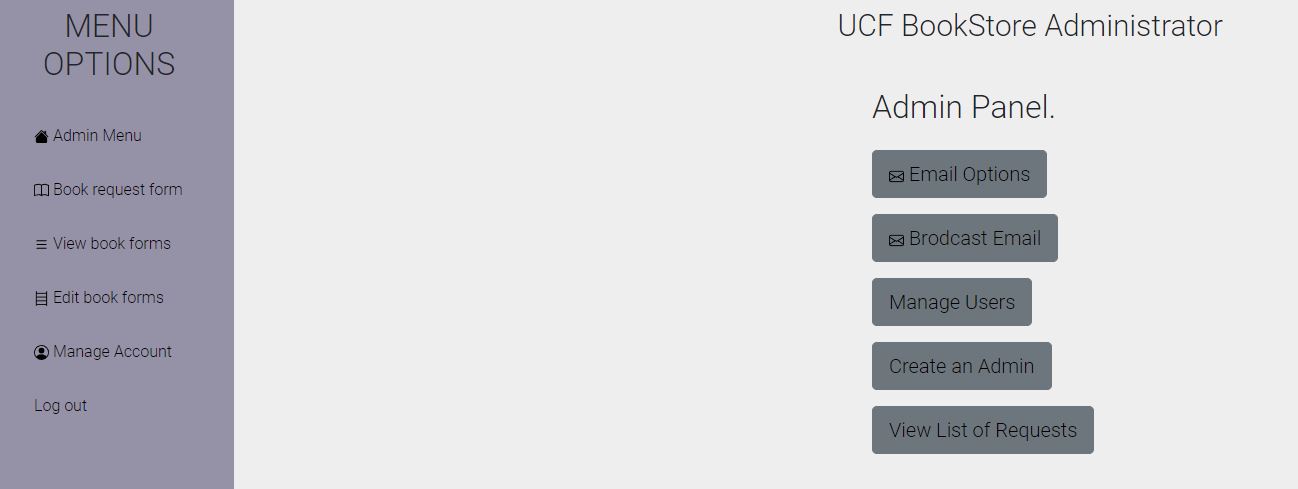 MENU
OPTIONS
Admin Menu
Book request form
View book forms
Edit book forms
Manage Account
Log out
UCF BookStore Administrator
Admin Panel.
Email Options
Brodcast Email
Manage Users
Create an Admin
View List of Requests